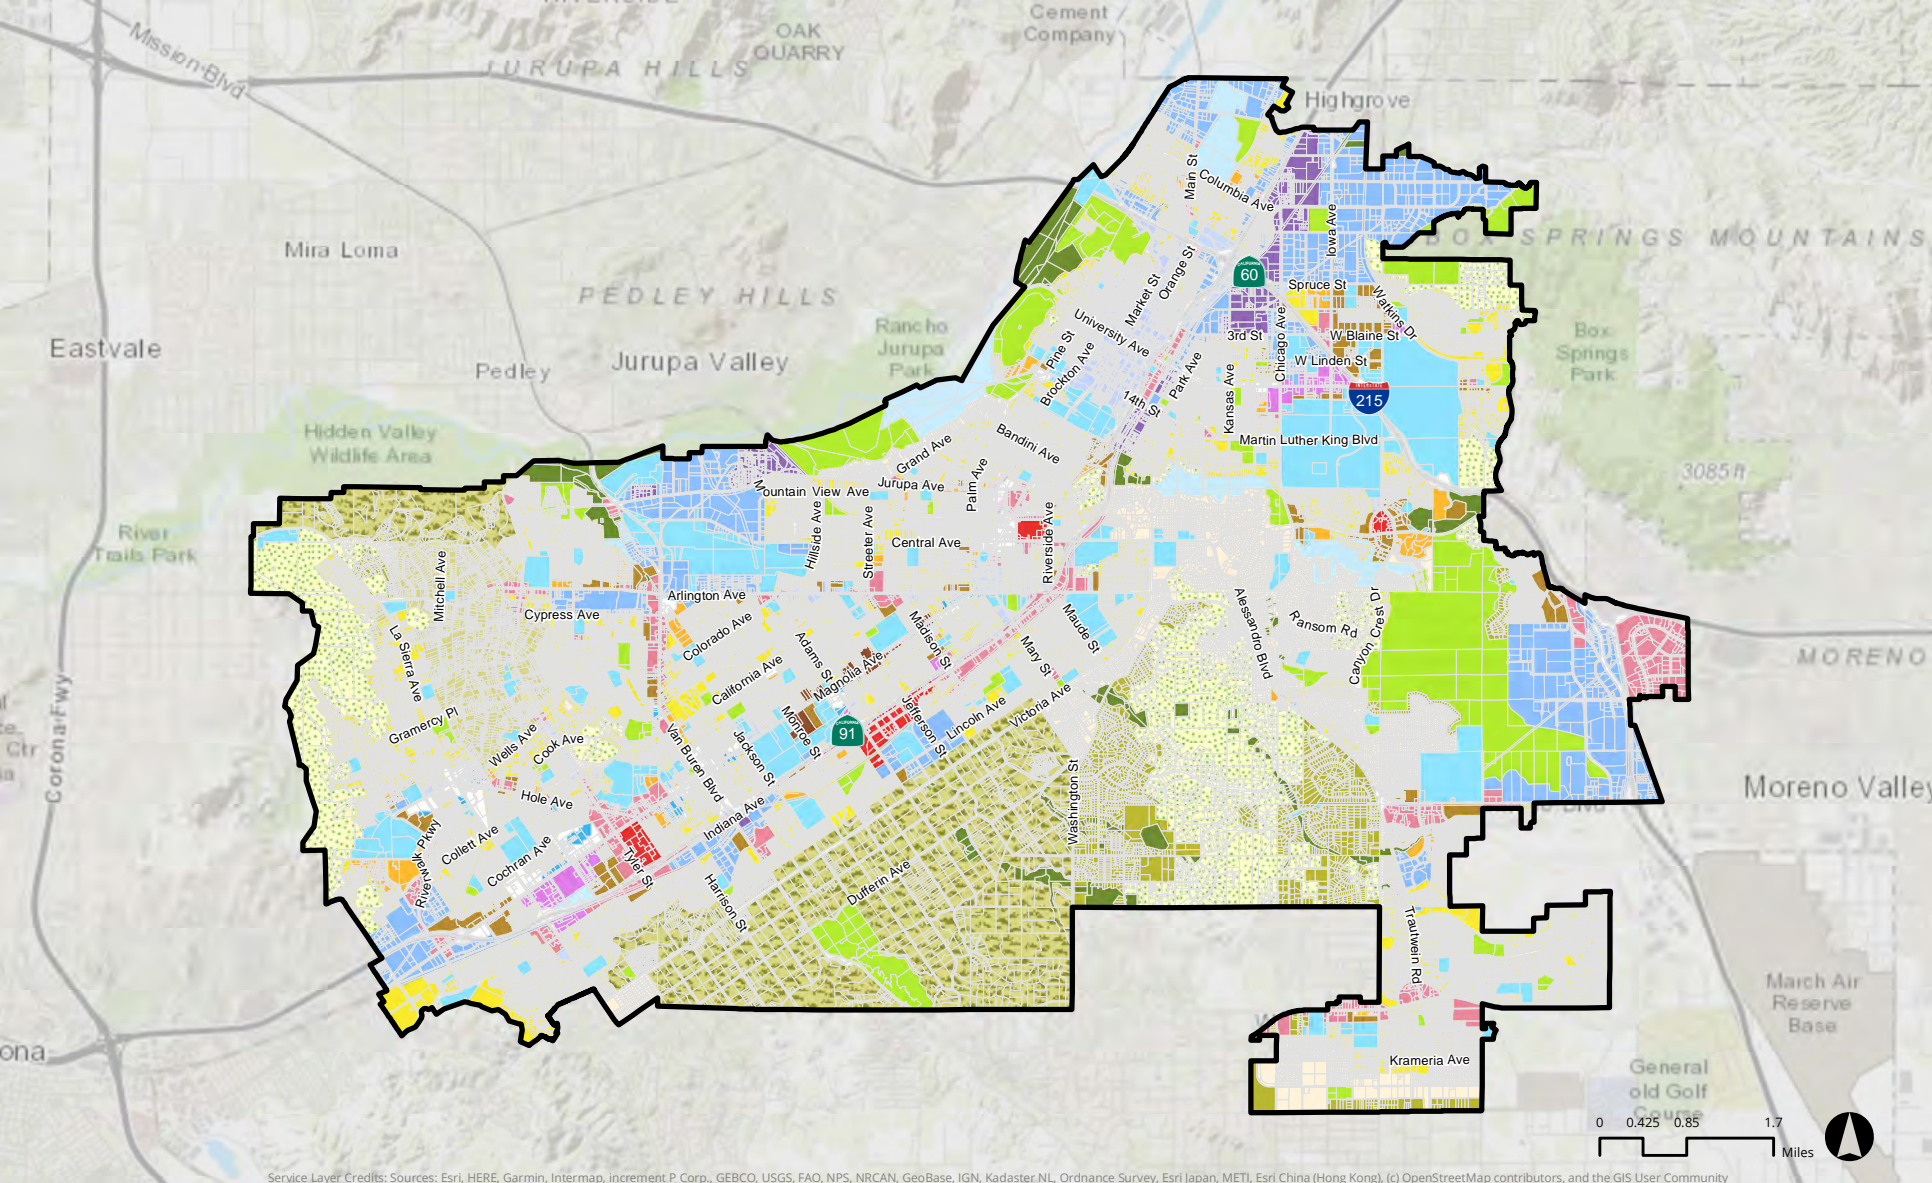 RIVERSIDE
Cement
Company
OAK
QUARRY
Mission Blvd
JURUPA HILLS
Highgrove
Main St
Columbia Ave
Iowa Ave
BOX SPRINGS MOUNTAINS
Mira Loma
PEDLEY HILLS
Orange St
Market St
CALIFORNIA
60
Spruce St
Watkins Dr
Eastvale
Jurupa Valley
Pedley
Rancho
Jurupa
Park
University Ave
Pine St
Brockton Ave
3rd St
W Blaine St
W Linden St
Chicago Ave
Park Ave
Kansas Ave
14th St
INTERSTATE
215
Box
Springs
Park
Hidden Valley
Wildlife Area
Grand Ave
Bandini Ave
Martin Luther King Blvd
3085 ft
Mountain View Ave
Jurupa Ave
Palm Ave
River
Trails Park
Hillside Ave
Streeter Ave
Central Ave
Riverside Ave
Mitchell Ave
Arlington Ave
Cypress Ave
Colorado Ave
La Sierra Ave
California Ave
Adams St
Magnolia Ave
Madison St
Mary St
Maude St
Alessandro Blvd
Ransom Rd
Canyon Crest Dr
MORENO
Corona Fwy
Ctr
Gramercy Pl
Wells Ave
Cook Ave
Van Buren Blvd
Jackson St
Monroe St
CALIFORNIA
91
Jefferson St
Lincoln Ave
Victoria Ave
Washington St
Moreno Valley
Hole Ave
Indiana Ave
Collett Ave
Cochran Ave
Riverwalk Pkwy
Tyler St
Harrison St
Dufferin Ave
Trautwein Rd
March Air
Reserve
Base
ona
Krameria Ave
General
old Golf
Course
0 0.425 0.85 1.7
Miles
Service Layer Credits: Sources: Esri, HERE, Garmin, Intermap, increment P Corp., GEBCO, USGS, FAO, NPS, NRCAN, GeoBase, IGN, Kadaster NL, Ordnance Survey, Esri Japan, METI, Esri China (Hong Kong), (c) OpenStreetMap contributors, and the GIS User Community